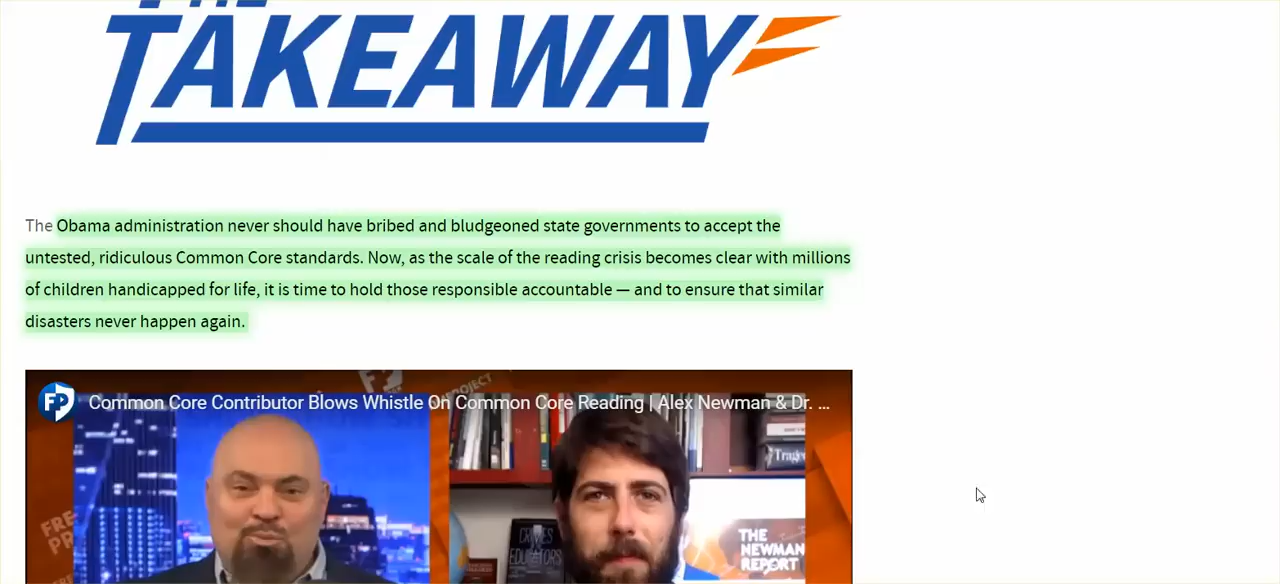 TAKEAWAY
The Obama administration never should have bribed and bludgeoned state governments to accept the
untested, ridiculous Common Core standards. Now, as the scale of the reading crisis becomes clear with millions
of children handicapped for life, it is time to hold those responsible accountable — and to ensure that similar
disasters never happen again.
FP
Common Core Contributor Blows Whistle On Common Core Reading | Alex Newman & Dr. ...
CRIMES
EDUCATORS
THE
NEWMAN
REPORT